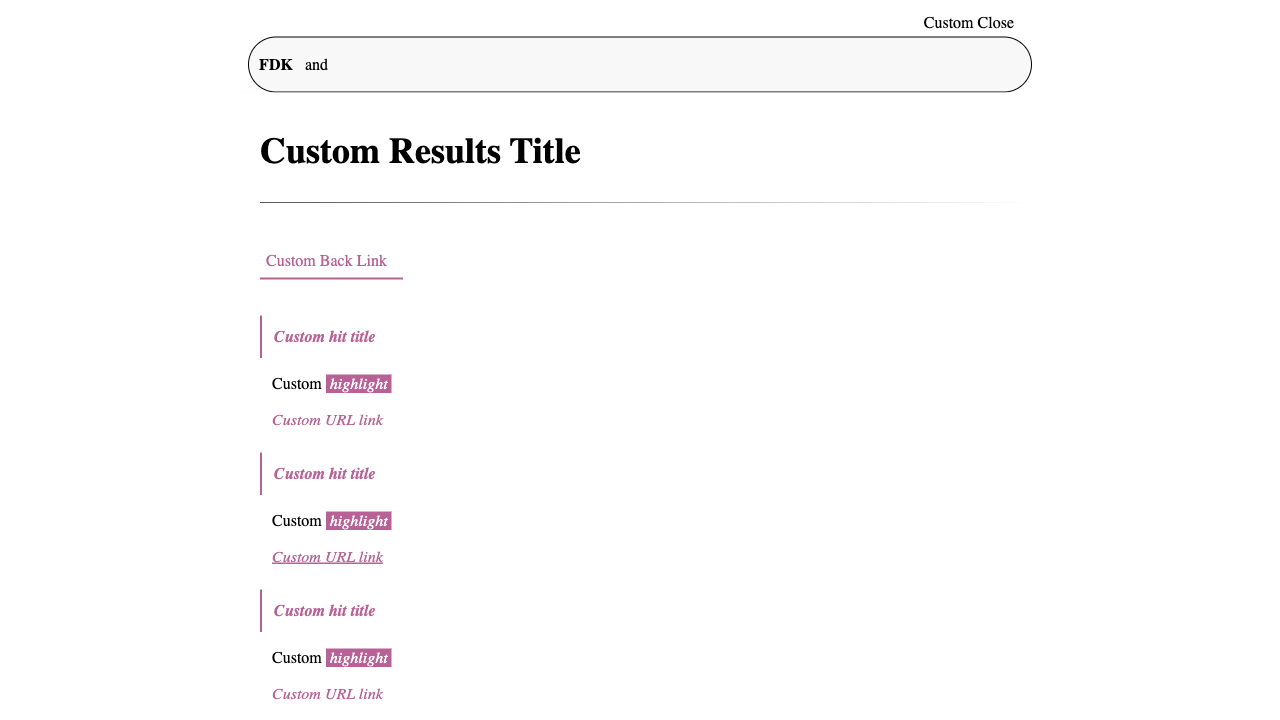 Custom Close
FDK and
Custom Results Title
Custom Back Link
Custom hit title
Custom highlight
Custom URL link
Custom hit title
Custom highlight
Custom URL link
Custom hit title
Custom highlight
Custom URL link